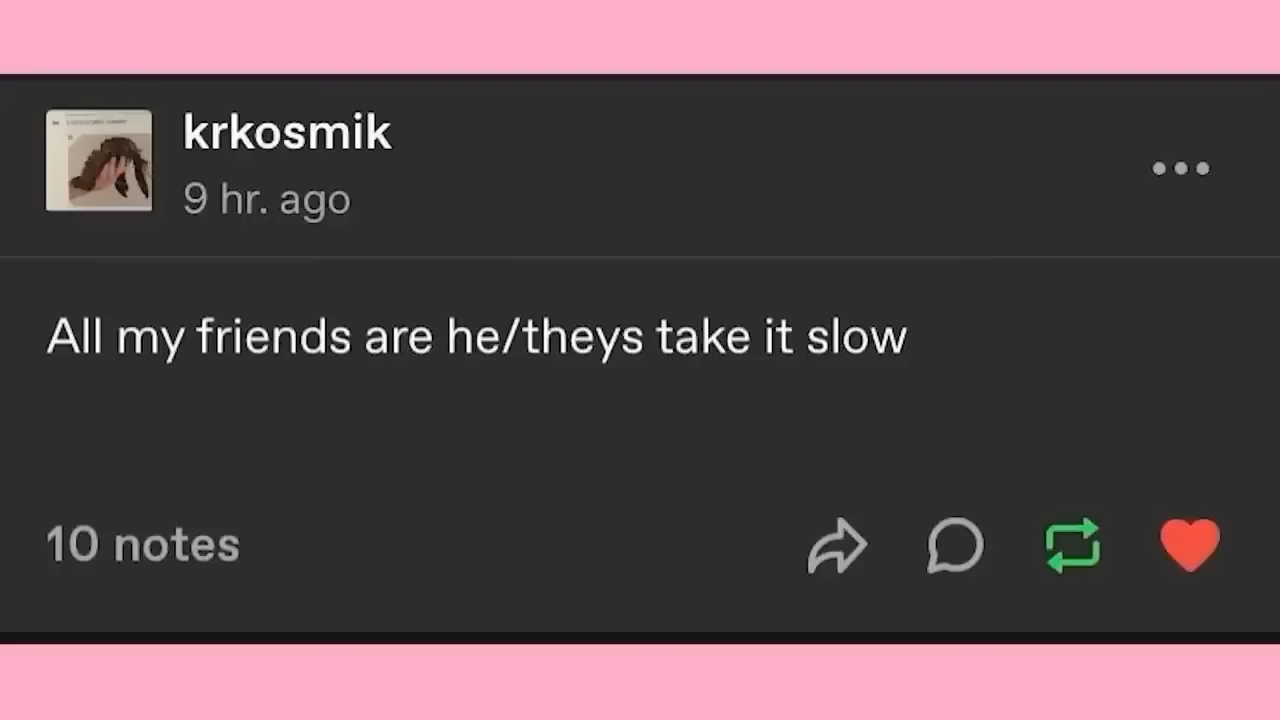 krkosmik
9 hr. ago
All my friends are he/theys take it slow
10 notes